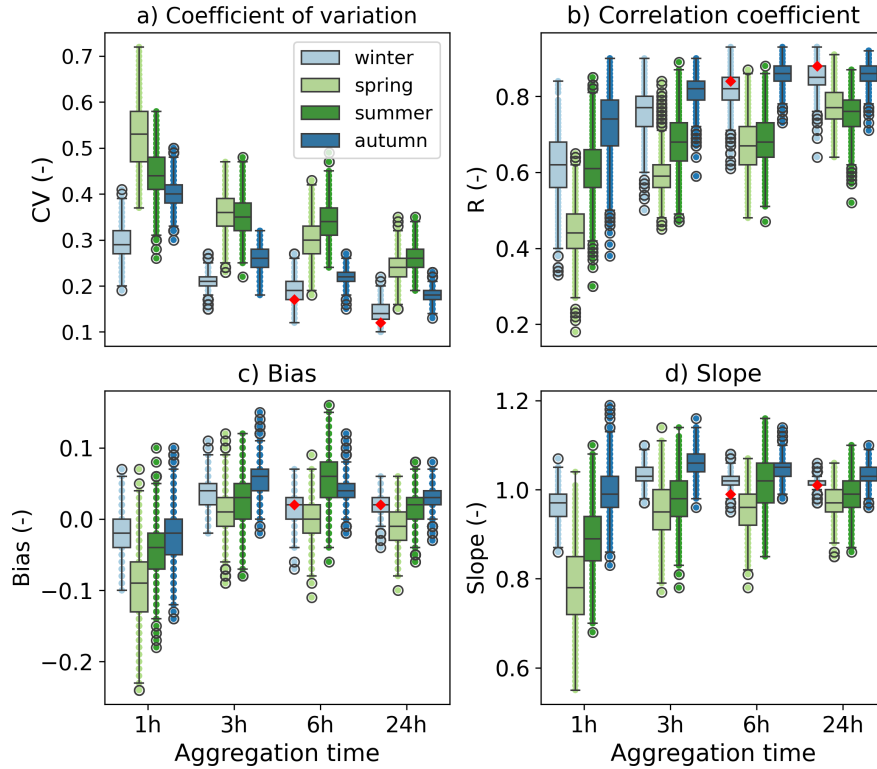 a) Coefficient of variation
CV (-)
0.7
0.6
0.5
0.4
0.3
0.2
0.1
winter
spring
summer
autumn
b) Correlation coefficient
R (-)
0.8
0.6
0.4
0.2
c) Bias
Bias (-)
0.1
0.0
−0.1
−0.2
1h 3h 6h 24h
Aggregation time
d) Slope
Slope (-)
1.2
1.0
0.8
0.6
1h 3h 6h 24h
Aggregation time